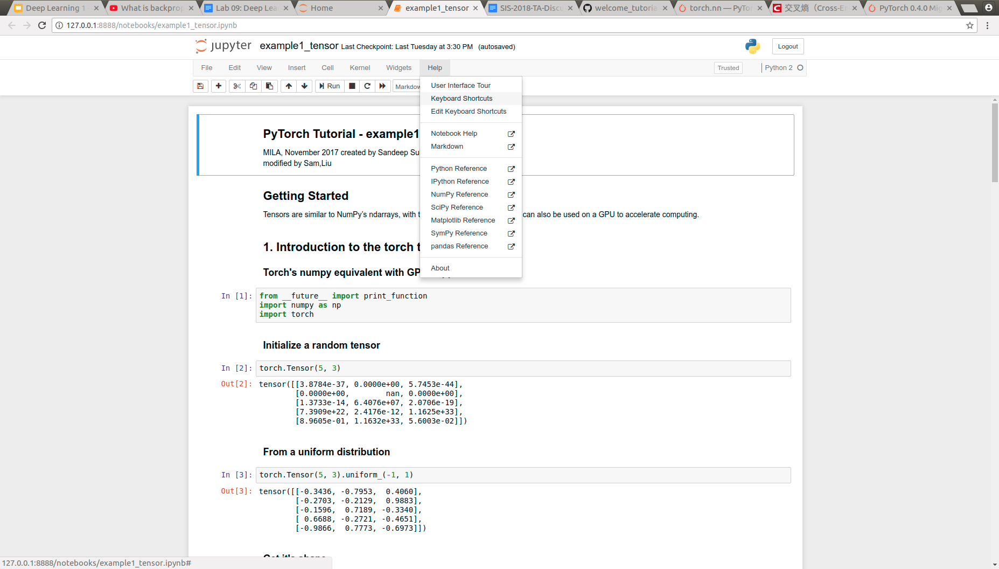 Deep Learning 1
What is backprop
Lab 09: Deep Lea
Home
example1_tensor
SIS-2018-TA-Discu
welcome_tutoria
torch.nn — PyTo
交叉熵（Cross-E
PyTorch 0.4.0 Mig
127.0.0.1:8888/notebooks/example1_tensor.ipynb
jupyter example1_tensor Last Checkpoint: Last Tuesday at 3:30 PM (autosaved)
Logout
File Edit View Insert Cell Kernel Widgets Help
Trusted
Python 2
Run
Markdow
User Interface Tour
Keyboard Shortcuts
Edit Keyboard Shortcuts
Notebook Help
Markdown
Python Reference
IPython Reference
NumPy Reference
SciPy Reference
Matplotlib Reference
SymPy Reference
pandas Reference
About
PyTorch Tutorial - example1
MILA, November 2017 created by Sandeep Su
modified by Sam,Liu
Getting Started
Tensors are similar to NumPy’s ndarrays, with t can also be used on a GPU to accelerate computing.
1. Introduction to the torch t
Torch's numpy equivalent with GP
In [1]: from __future__ import print_function
import numpy as np
import torch
Initialize a random tensor
In [2]: torch.Tensor(5, 3)
Out[2]: tensor([[3.8784e-37, 0.0000e+00, 5.7453e-44],
[0.0000e+00, nan, 0.0000e+00],
[1.3733e-14, 6.4076e+07, 2.0706e-19],
[7.3909e+22, 2.4176e-12, 1.1625e+33],
[8.9605e-01, 1.1632e+33, 5.6003e-02]])
From a uniform distribution
In [3]: torch.Tensor(5, 3).uniform_(-1, 1)
Out[3]: tensor([[-0.3436, -0.7953, 0.4060],
[-0.2703, -0.2129, 0.9883],
[-0.1596, 0.7189, -0.3340],
[ 0.6688, -0.2721, -0.4651],
[-0.9866, 0.7773, -0.6973]])
127.0.0.1:8888/notebooks/example1_tensor.ipynb#